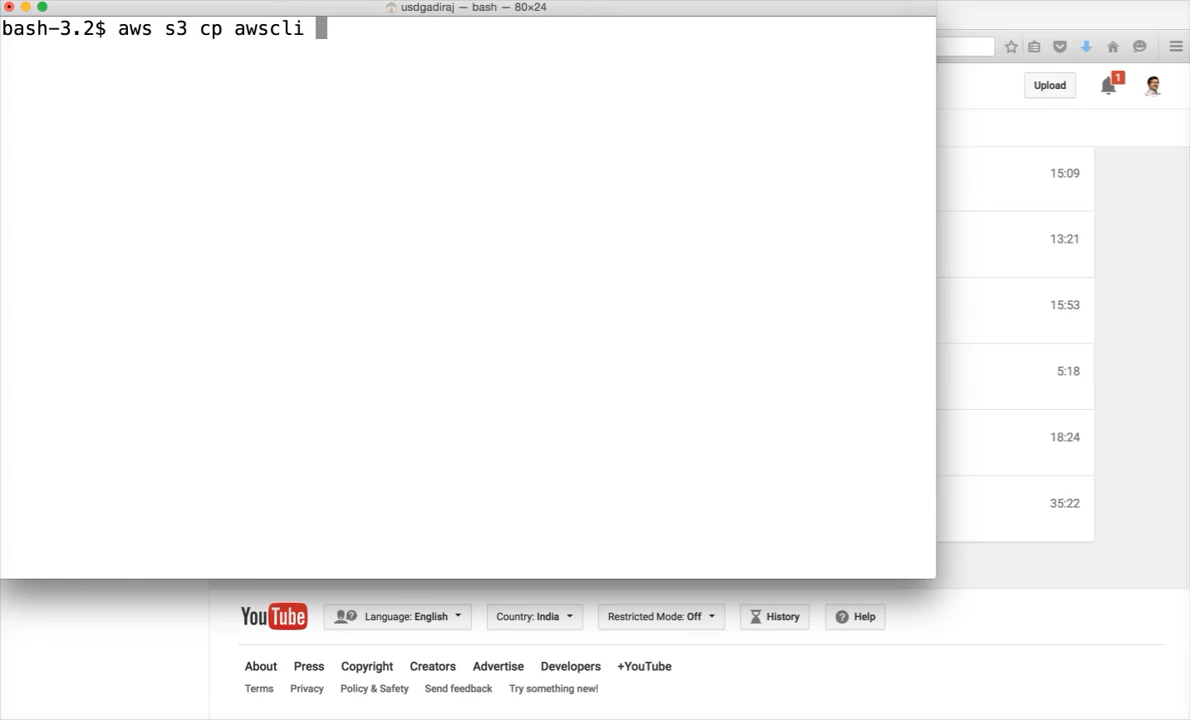 usdgadiraj — bash — 80×24
bash-3.2$ aws s3 cp awscli
Upload
1
15:09
13:21
15:53
5:18
18:24
35:22
YouTube
Language: English
Country: India
Restricted Mode: Off
History
Help
About
Press
Copyright
Creators
Advertise
Developers
+YouTube
Terms
Privacy
Policy & Safety
Send feedback
Try something new!